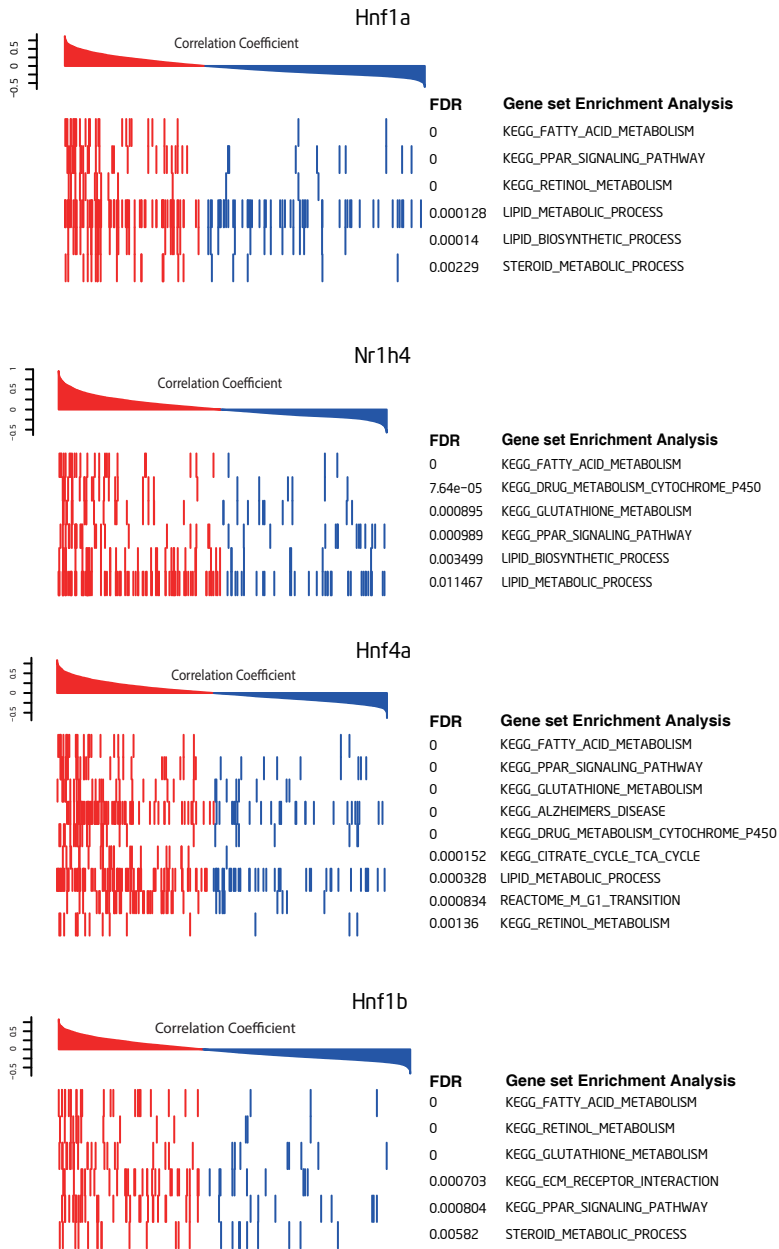 Hnf1a
Correlation Coefficient
0.5
0
−0.5
FDR Gene set Enrichment Analysis
0 KEGG_FATTY_ACID_METABOLISM
0 KEGG_PPAR_SIGNALING_PATHWAY
0 KEGG_RETINOL_METABOLISM
0.000128 LIPID_METABOLIC_PROCESS
0.00014 LIPID_BIOSYNTHETIC_PROCESS
0.00229 STEROID_METABOLIC_PROCESS
Nr1h4
Correlation Coefficient
1
0.5
0
−0.5
FDR Gene set Enrichment Analysis
0 KEGG_FATTY_ACID_METABOLISM
7.64e−05 KEGG_DRUG_METABOLISM_CYTOCHROME_P450
0.000895 KEGG_GLUTATHIONE_METABOLISM
0.000989 KEGG_PPAR_SIGNALING_PATHWAY
0.003499 LIPID_BIOSYNTHETIC_PROCESS
0.011467 LIPID_METABOLIC_PROCESS
Hnf4a
Correlation Coefficient
0.5
0
−0.5
FDR Gene set Enrichment Analysis
0 KEGG_FATTY_ACID_METABOLISM
0 KEGG_PPAR_SIGNALING_PATHWAY
0 KEGG_GLUTATHIONE_METABOLISM
0 KEGG_ALZHEIMERS_DISEASE
0 KEGG_DRUG_METABOLISM_CYTOCHROME_P450
0.000152 KEGG_CITRATE_CYCLE_TCA_CYCLE
0.000328 LIPID_METABOLIC_PROCESS
0.000834 REACTOME_M_G1_TRANSITION
0.00136 KEGG_RETINOL_METABOLISM
Hnf1b
Correlation Coefficient
0.5
0
−0.5
FDR Gene set Enrichment Analysis
0 KEGG_FATTY_ACID_METABOLISM
0 KEGG_RETINOL_METABOLISM
0 KEGG_GLUTATHIONE_METABOLISM
0.000703 KEGG_ECM_RECEPTOR_INTERACTION
0.000804 KEGG_PPAR_SIGNALING_PATHWAY
0.00582 STEROID_METABOLIC_PROCESS